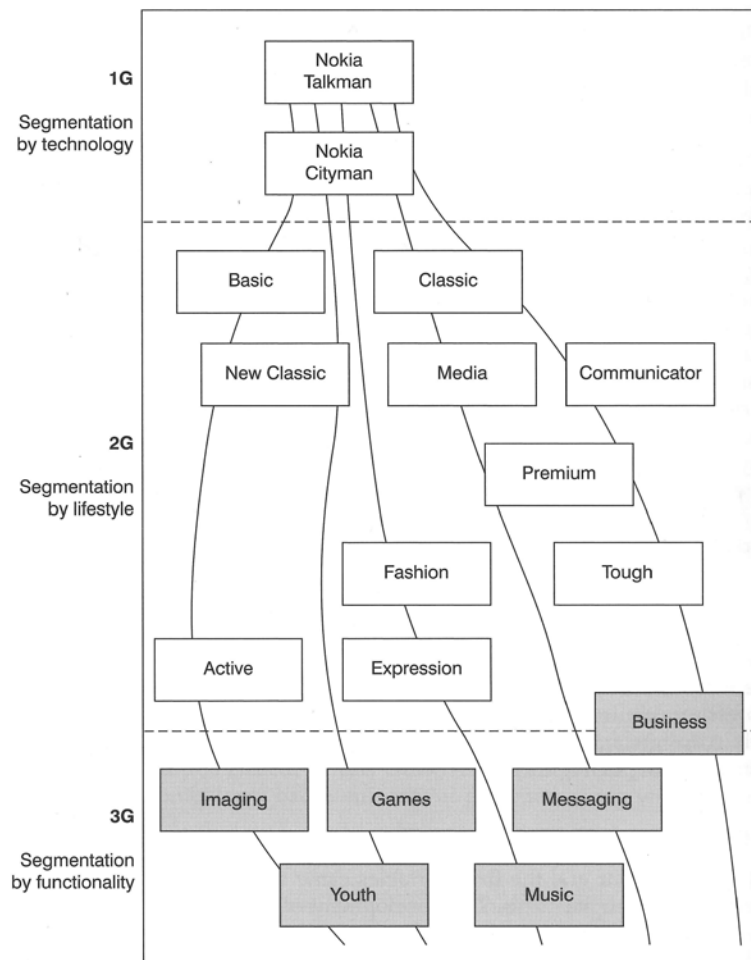 1G
Segmentation
by technology
Nokia
Talkman
Nokia
Cityman
Basic
Classic
New Classic
Media
Communicator
2G
Segmentation
by lifestyle
Premium
Fashion
Tough
Active
Expression
Business
3G
Segmentation
by functionality
Imaging
Games
Messaging
Youth
Music